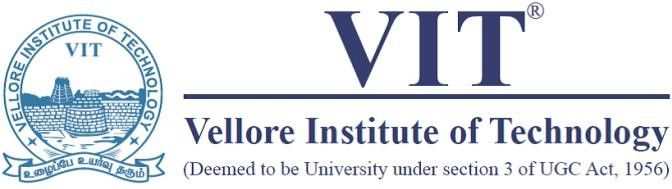 VELLORE INSTITUTE OF TECHNOLOGY
VIT
உழைப்பே உயர்வு தரும்
VIT®
Vellore Institute of Technology
(Deemed to be University under section 3 of UGC Act, 1956)